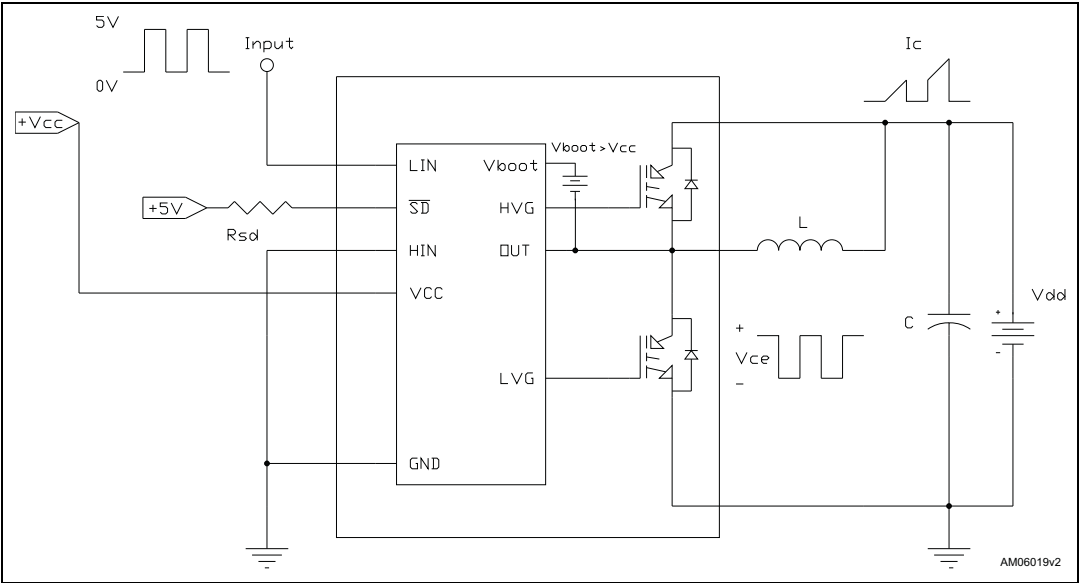 5V
0V
Input
+Vcc
+5V
Rsd
LIN
SD
HIN
VCC
GND
Vboot
HVG
OUT
LVG
Vboot>Vcc
Ic
L
C
+
Vce
-
Vdd
+
-
AM06019v2